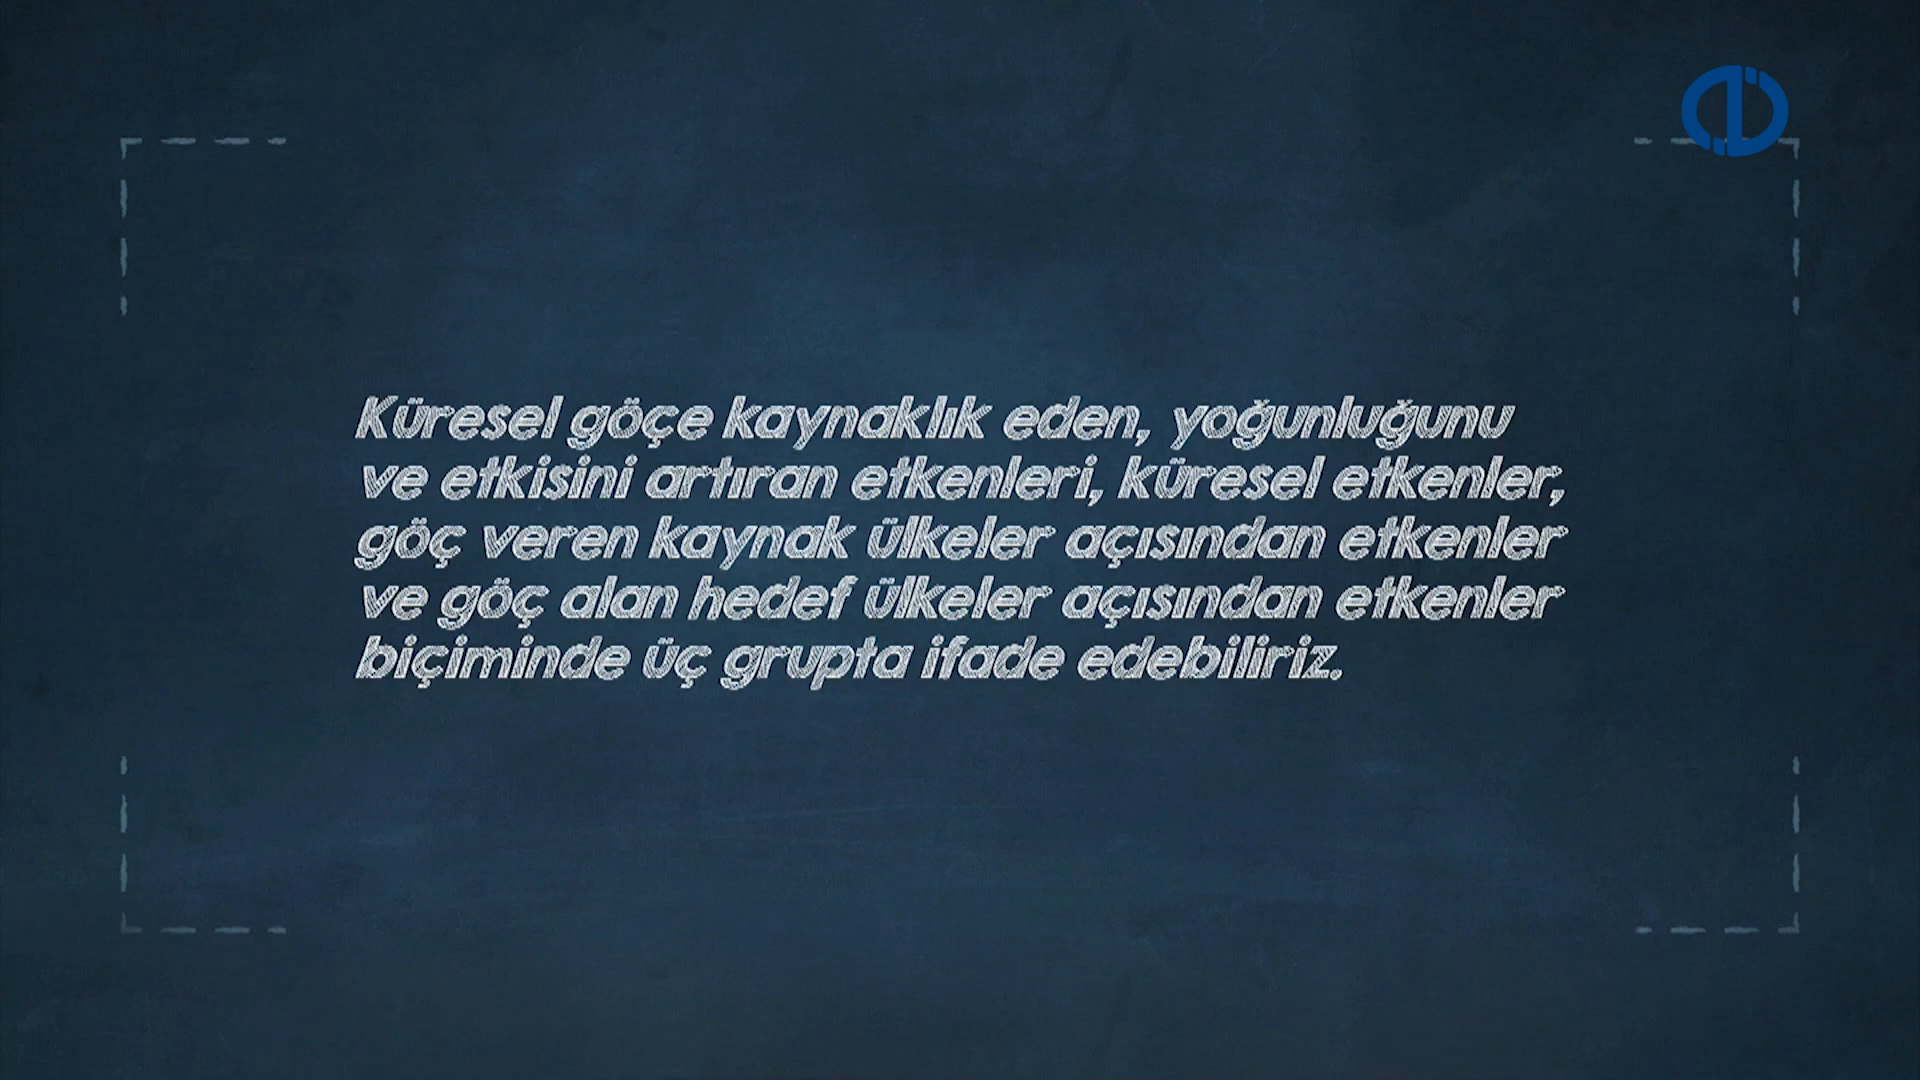 Küresel göçe kaynaklık eden, yoğunluğunu
ve etkisini artıran etkenleri, küresel etkenler,
göç veren kaynak ülkeler açısından etkenler
ve göç alan hedef ülkeler açısından etkenler
biçiminde üç grupta ifade edebiliriz.